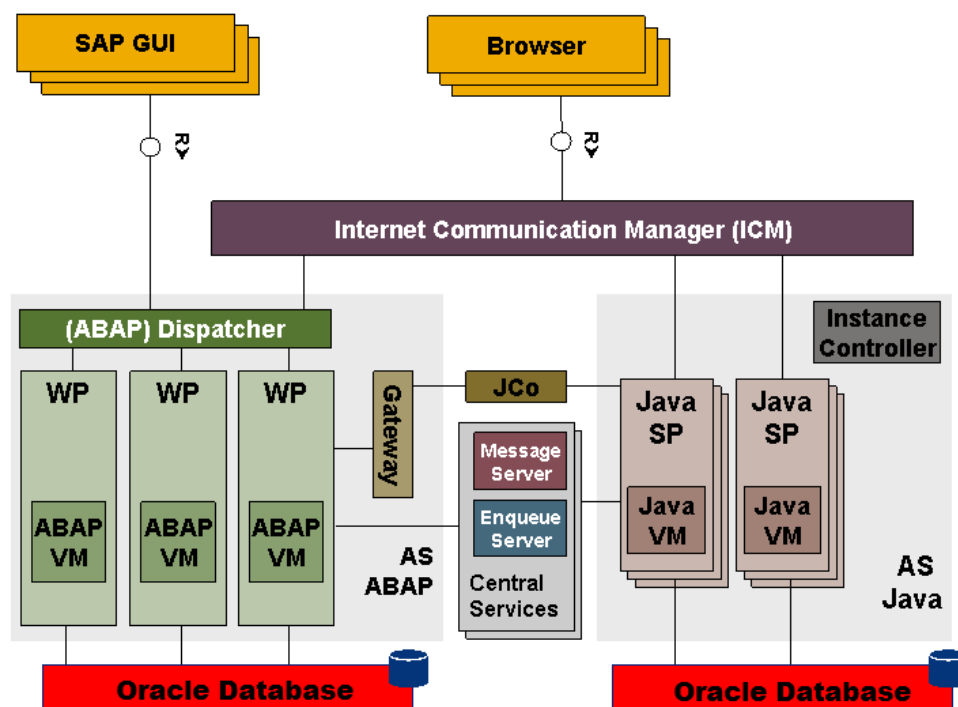 SAP GUI
Browser
R
R
Internet Communication Manager (ICM)
(ABAP) Dispatcher
Instance
Controller
WP
WP
WP
Gateway
JCo
Java
SP
Java
SP
Message
Server
Enqueue
Server
Central
Services
ABAP
VM
ABAP
VM
ABAP
VM
Java
VM
Java
VM
AS
ABAP
AS
Java
Oracle Database
Oracle Database